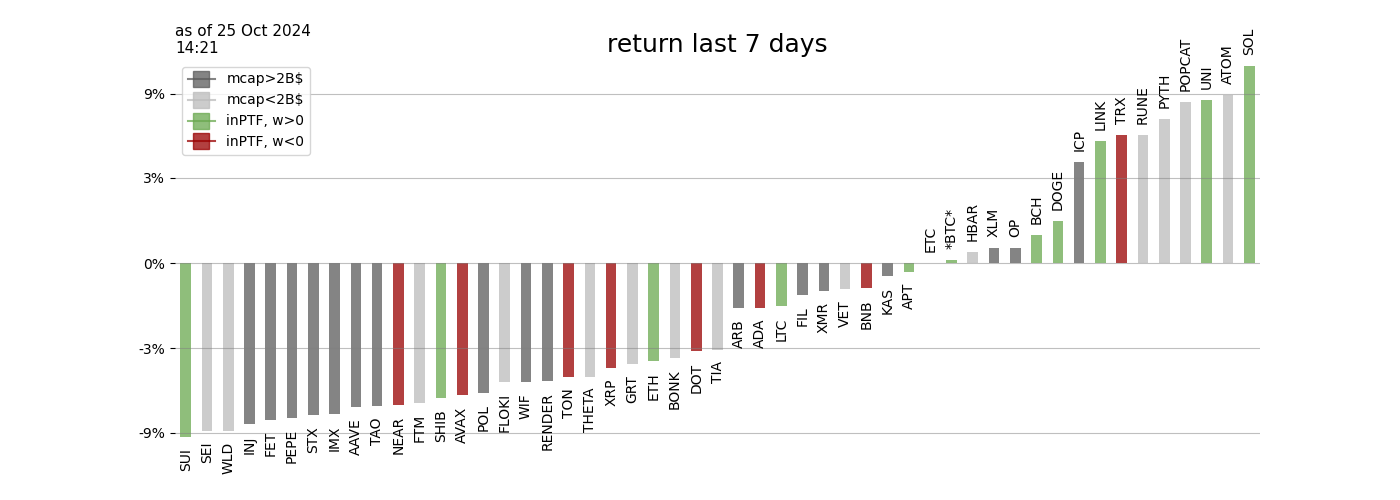 as of 25 Oct 2024
14:21
return last 7 days
mcap>2B$
mcap<2B$
inPTF, w>0
inPTF, w<0
9%
3%
0%
-3%
-9%
SUI
SEI
WLD
INJ
FET
PEPE
STX
IMX
AAVE
TAO
NEAR
FTM
SHIB
AVAX
POL
FLOKI
WIF
RENDER
TON
THETA
XRP
GRT
ETH
BONK
DOT
TIA
ARB
ADA
LTC
FIL
XMR
VET
BNB
KAS
APT
ETC
*BTC*
HBAR
XLM
OP
BCH
DOGE
ICP
LINK
TRX
RUNE
PYTH
POPCAT
UNI
ATOM
SOL